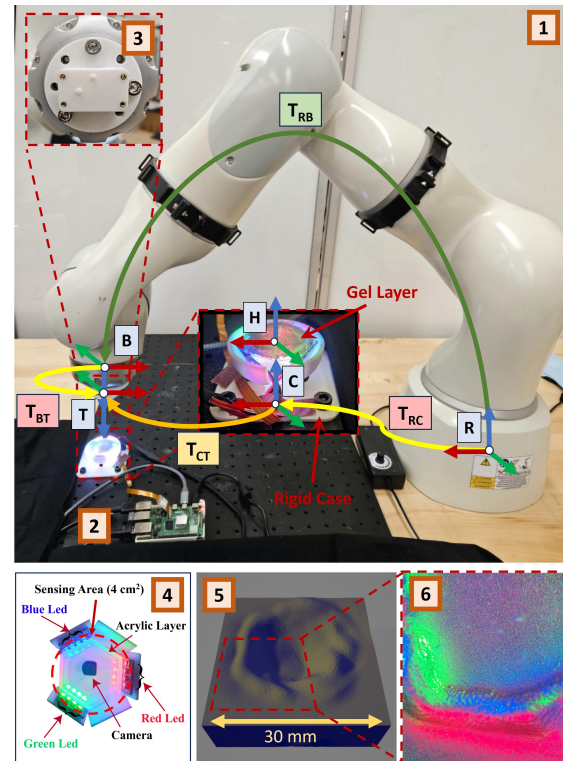 3
1
T_RB
Gel Layer
H
B
C
T_BT
T
T_RC
R
T_CT
Rigid Case
2
4
Sensing Area (4 cm²)
Blue Led
Acrylic Layer
Red Led
Green Led
Camera
5
30 mm
6